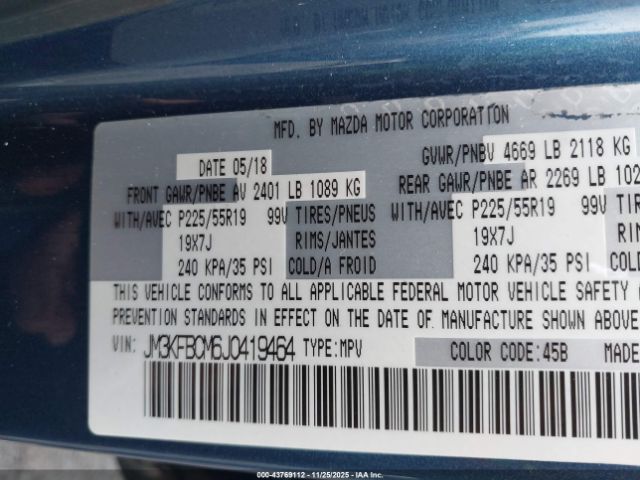 MFD. BY MAZDA MOTOR CORPORATION
DATE 05/18 GVWR/PNBV 4669 LB 2118 KG
FRONT GAWR/PNBE AV 2401 LB 1089 KG REAR GAWR/PNBE AR 2269 LB
WITH/AVEC P225/55R19 99V TIRES/PNEUS WITH/AVEC P225/55R19 99V
19X7J RIMS/JANTES 19X7J
240 KPA/35 PSI COLD/A FROID 240 KPA/35 PSI
THIS VEHICLE CONFORMS TO ALL APPLICABLE FEDERAL MOTOR VEHICLE SAFETY
PREVENTION STANDARDS IN EFFECT ON THE DATE OF MANUFACTURE SHOWN ABOVE
VIN: JM3KFBCM6J0419464 TYPE:MPV COLOR CODE:45B MADE
000-43769112 - 11/25/2025 - IAAI.com